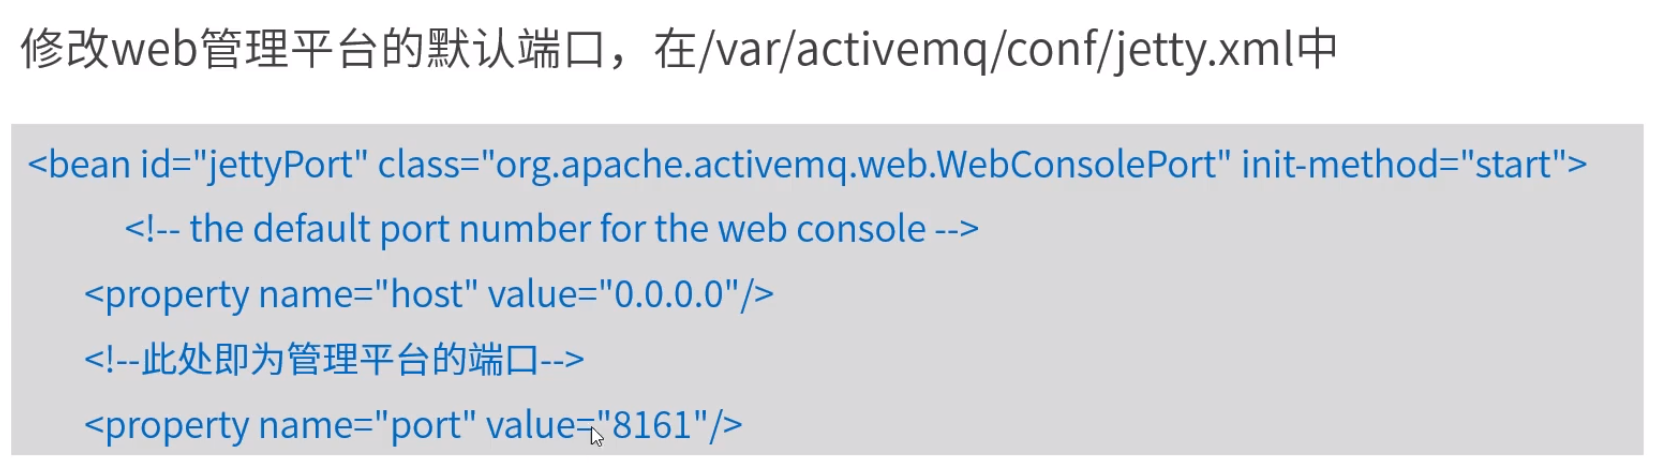 修改web管理平台的默认端口，在/var/activemq/conf/jetty.xml中
<bean id="jettyPort" class="org.apache.activemq.web.WebConsolePort" init-method="start">
<!-- the default port number for the web console -->
<property name="host" value="0.0.0.0"/>
<!--此处即为管理平台的端口-->
<property name="port" value="8161"/>